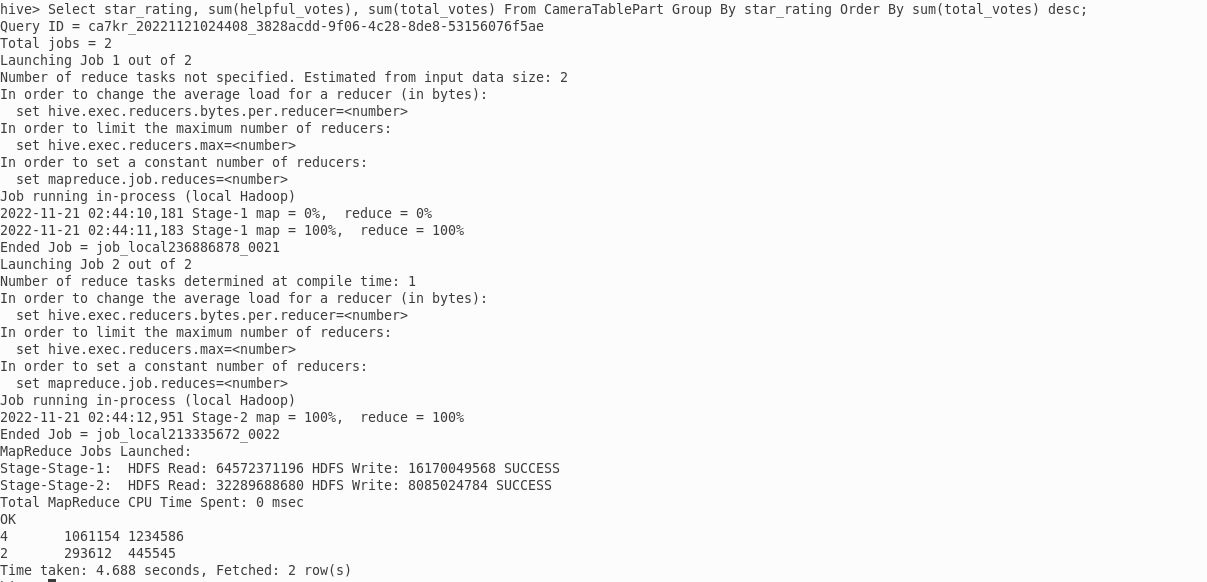 hive> Select star_rating, sum(helpful_votes), sum(total_votes) From CameraTablePart Group By star_rating Order By sum(total_votes) desc;
Query ID = ca7kr_20221121024408_3828acdd-9f06-4c28-8de8-53156076f5ae
Total jobs = 2
Launching Job 1 out of 2
Number of reduce tasks not specified. Estimated from input data size: 2
In order to change the average load for a reducer (in bytes):
  set hive.exec.reducers.bytes.per.reducer=<number>
In order to limit the maximum number of reducers:
  set hive.exec.reducers.max=<number>
In order to set a constant number of reducers:
  set mapreduce.job.reduces=<number>
Job running in-process (local Hadoop)
2022-11-21 02:44:10,181 Stage-1 map = 0%,  reduce = 0%
2022-11-21 02:44:11,183 Stage-1 map = 100%,  reduce = 100%
Ended Job = job_local236886878_0021
Launching Job 2 out of 2
Number of reduce tasks determined at compile time: 1
In order to change the average load for a reducer (in bytes):
  set hive.exec.reducers.bytes.per.reducer=<number>
In order to limit the maximum number of reducers:
  set hive.exec.reducers.max=<number>
In order to set a constant number of reducers:
  set mapreduce.job.reduces=<number>
Job running in-process (local Hadoop)
2022-11-21 02:44:12,951 Stage-2 map = 100%,  reduce = 100%
Ended Job = job_local213335672_0022
MapReduce Jobs Launched:
Stage-Stage-1:  HDFS Read: 64572371196 HDFS Write: 16170049568 SUCCESS
Stage-Stage-2:  HDFS Read: 32289688680 HDFS Write: 8085024784 SUCCESS
Total MapReduce CPU Time Spent: 0 msec
OK
4       1061154 1234586
2       293612  445545
Time taken: 4.688 seconds, Fetched: 2 row(s)